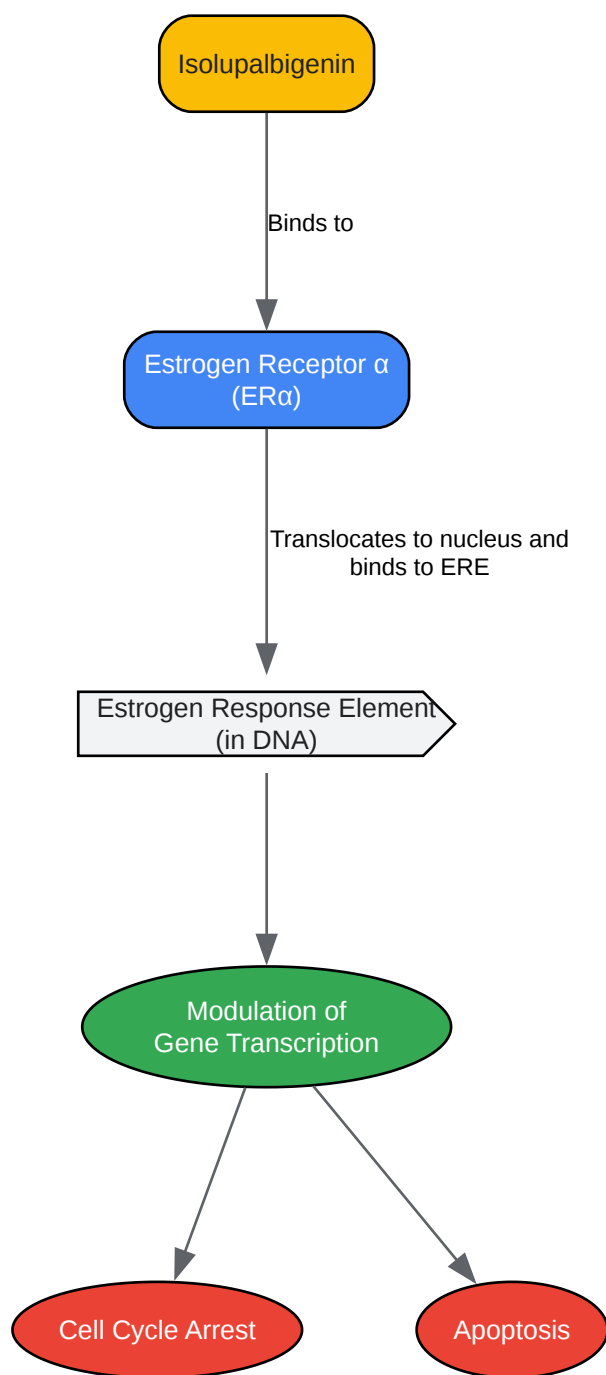 Isolupalbigenin
Binds to
Estrogen Receptor α
(ERα)
Translocates to nucleus and
binds to ERE
Estrogen Response Element
(in DNA)
Modulation of
Gene Transcription
Cell Cycle Arrest
Apoptosis